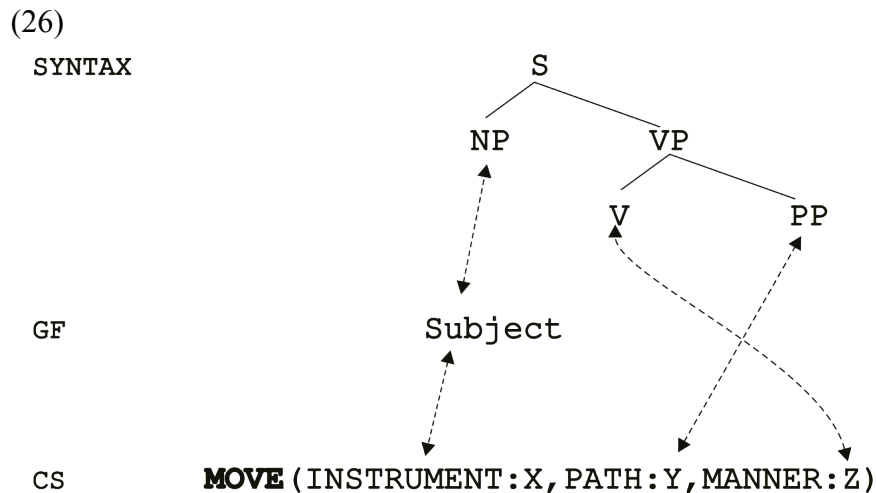 (26)
SYNTAX S
NP VP
V PP
GF Subject
CS MOVE(INSTRUMENT:X,PATH:Y,MANNER:Z)